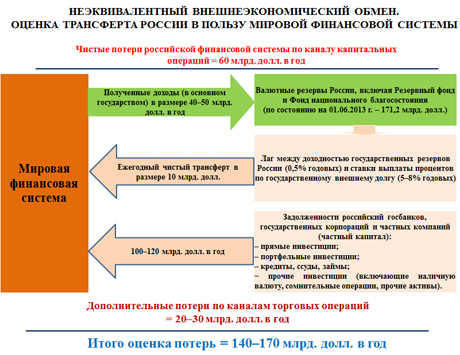 НЕЭКВИВАЛЕНТНЫЙ ВНЕШНЕЭКОНОМИЧЕСКИЙ ОБМЕН.
ОЦЕНКА ТРАНСФЕРТА РОССИИ В ПОЛЬЗУ МИРОВОЙ ФИНАНСОВОЙ СИСТЕМЫ
Чистые потери российской финансовой системы по каналу капитальных
операций = 60 млрд. долл. в год
Мировая
финансовая
система
Полученные доходы (в основном
государством) в размере 40–50 млрд.
долл. в год
Валютные резервы России, включая Резервный фонд
и Фонд национального благосостояния
(по состоянию на 01.06.2013 г. – 171,2 млрд. долл.)
Ежегодный чистый трансферт в
размере 10 млрд. долл.
Лаг между доходностью государственных резервов
России (0,5% годовых) и ставки выплаты процентов
по государственному внешнему долгу (5–8% годовых)
100–120 млрд. долл. в год
Задолженности российский госбанков,
государственных корпораций и частных компаний
(частный капитал):
– прямые инвестиции;
– портфельные инвестиции;
– кредиты, ссуды, займы;
– прочие инвестиции (включающие наличную
валюту, сомнительные операции, прочие активы).
Дополнительные потери по каналам торговых операций
= 20–30 млрд. долл. в год
Итого оценка потерь = 140–170 млрд. долл. в год